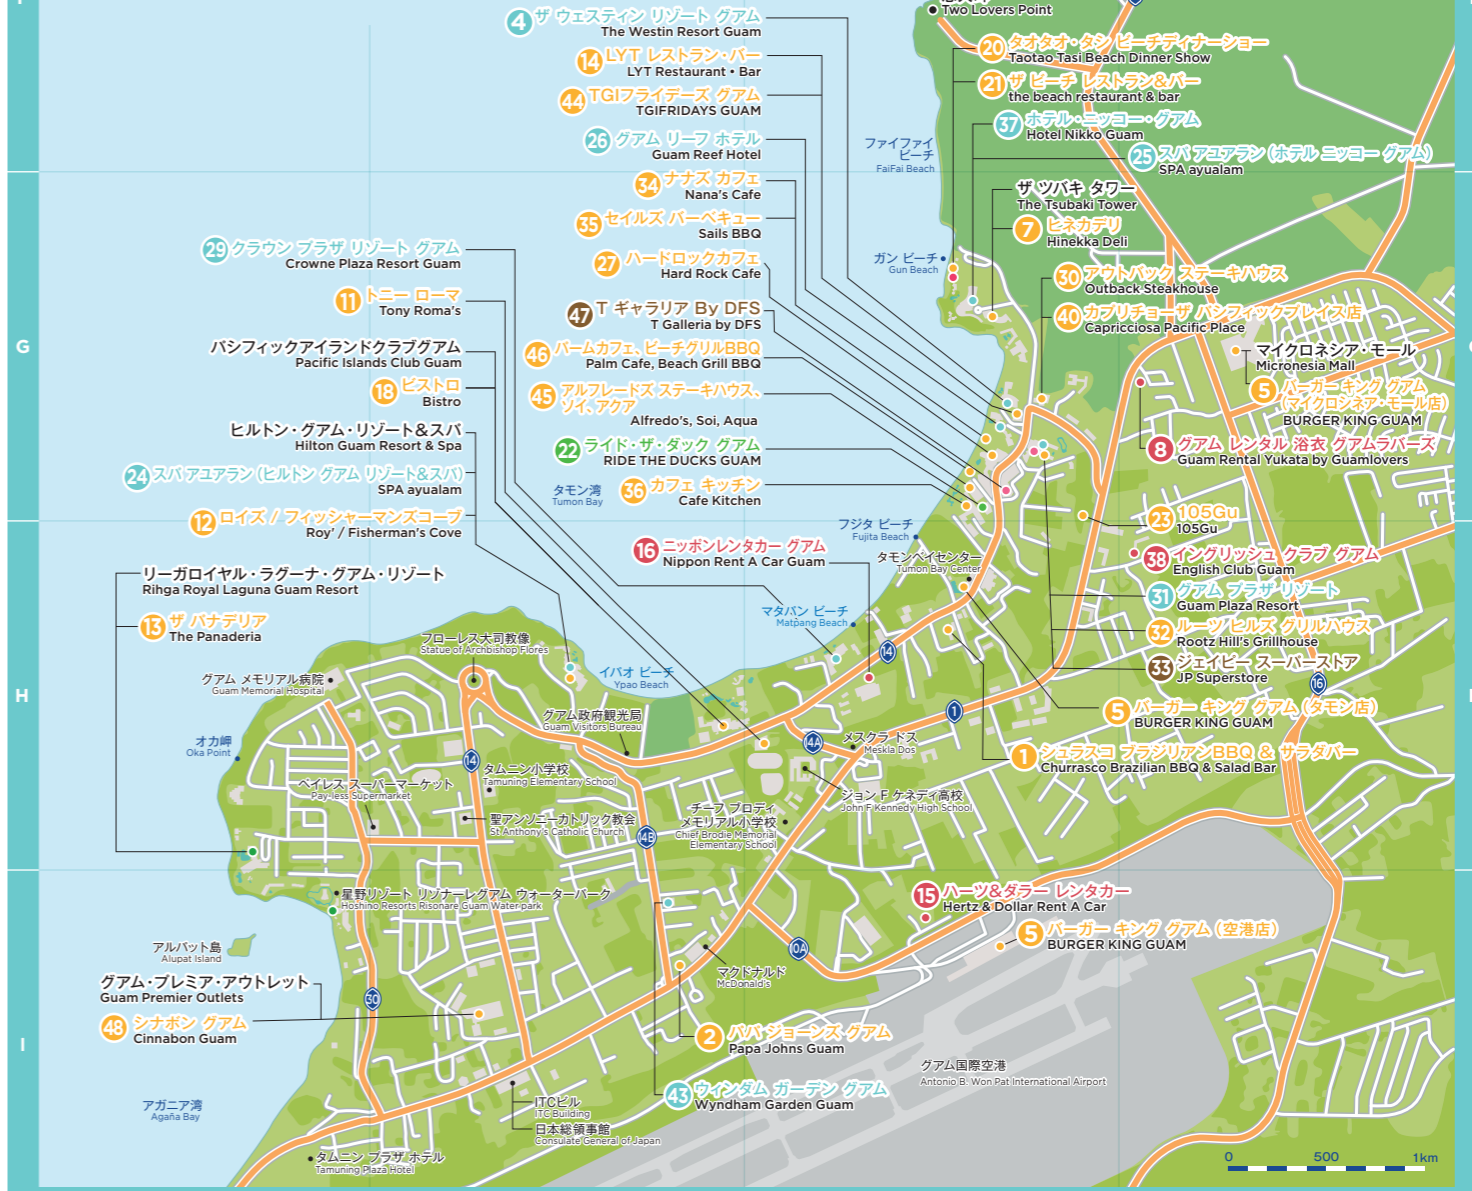 Two Lovers Point
4 ザ ウェスティン リゾート グアム
The Westin Resort Guam
14 LYT レストラン・バー
LYT Restaurant • Bar
44 TGIフライデーズ グアム
TGIFRIDAYS GUAM
26 グアム リーフ ホテル
Guam Reef Hotel
34 ナナズ カフェ
Nana's Cafe
35 セイルズ バーベキュー
Sails BBQ
27 ハードロックカフェ
Hard Rock Cafe
47 T ギャラリア By DFS
T Galleria by DFS
46 パームカフェ、ビーチグリルBBQ
Palm Cafe, Beach Grill BBQ
45 アルフレードズ ステーキハウス、
ソイ、アクア
Alfredo's, Soi, Aqua
22 ライド・ザ・ダック グアム
RIDE THE DUCKS GUAM
36 カフェ キッチン
Cafe Kitchen
16 ニッポンレンタカー グアム
Nippon Rent A Car Guam
29 クラウン プラザ リゾート グアム
Crowne Plaza Resort Guam
11 トニー ローマ
Tony Roma's
パシフィックアイランドクラブグアム
Pacific Islands Club Guam
18 ビストロ
Bistro
ヒルトン・グアム・リゾート&スパ
Hilton Guam Resort & Spa
24 スパ アユアラン (ヒルトン グアム リゾート&スパ)
SPA ayualam
12 ロイズ / フィッシャーマンズコーブ
Roy' / Fisherman's Cove
リーガロイヤル・ラグーナ・グアム・リゾート
Rihga Royal Laguna Guam Resort
13 ザ パナデリア
The Panaderia
20 タオタオ・タシ ビーチディナーショー
Taotao Tasi Beach Dinner Show
21 ザ ビーチ レストラン&バー
the beach restaurant & bar
37 ホテル・ニッコー・グアム
Hotel Nikko Guam
25 スパ アユアラン (ホテル ニッコー グアム)
SPA ayualam
ザ ツバキ タワー
The Tsubaki Tower
7 ヒネカデリ
Hinekka Deli
30 アウトバック ステーキハウス
Outback Steakhouse
40 カプリチョーザ パシフィックプレイス店
Capricciosa Pacific Place
マイクロネシア・モール
Micronesia Mall
5 バーガー キング グアム
(マイクロシネア・モール店)
BURGER KING GUAM
8 グアム レンタル 浴衣 グアムラバーズ
Guam Rental Yukata by Guamlovers
23 105Gu
105Gu
38 イングリッシュ クラブ グアム
English Club Guam
31 グアム プラザ リゾート
Guam Plaza Resort
32 ルーツ ヒルズ グリルハウス
Rootz Hill's Grillhouse
33 ジェイピー スーパーストア
JP Superstore
5 バーガー キング グアム (タモン店)
BURGER KING GUAM
1 シュラスコ ブラジリアンBBQ & サラダバー
Churrasco Brazilian BBQ & Salad Bar
ファイファイ
ビーチ
FaiFai Beach
ガン ビーチ
Gun Beach
タモン湾
Tumon Bay
フジタ ビーチ
Fujita Beach
タモンベイセンター
Tumon Bay Center
マタパン ビーチ
Matpang Beach
イパオ ビーチ
Ypao Beach
フローレス大司教像
Statue of Archbishop Flores
グアム メモリアル病院
Guam Memorial Hospital
グアム政府観光局
Guam Visitors Bureau
オカ岬
Oka Point
メスクラ ドス
Meskla Dos
タムニン小学校
Tamuning Elementary School
ペイレス スーパーマーケット
Pay-less Supermarket
ジョン F ケネディ高校
John F Kennedy High School
聖アンソニーカトリック教会
St Anthony's Catholic Church
チーフ ブロディ
メモリアル小学校
Chief Brodie Memorial
Elementary School
星野リゾート リゾナーレグアム ウォーターパーク
Hoshino Resorts Risonare Guam Water park
15 ハーツ&ダラー レンタカー
Hertz & Dollar Rent A Car
5 バーガー キング グアム (空港店)
BURGER KING GUAM
アルパット島
Alupat Island
グアム・プレミア・アウトレット
Guam Premier Outlets
マクドナルド
McDonald's
48 シナボン グアム
Cinnabon Guam
2 パパ ジョーンズ グアム
Papa Johns Guam
グアム国際空港
Antonio B. Won Pat International Airport
43 ウィンダム ガーデン グアム
Wyndham Garden Guam
アガニア湾
Agaña Bay
ITCビル
ITC Building
日本総領事館
Consulate General of Japan
タムニン プラザ ホテル
Tamuning Plaza Hotel
G
H
I
14
14A
1
16
14
14B
10A
30
0 500 1km